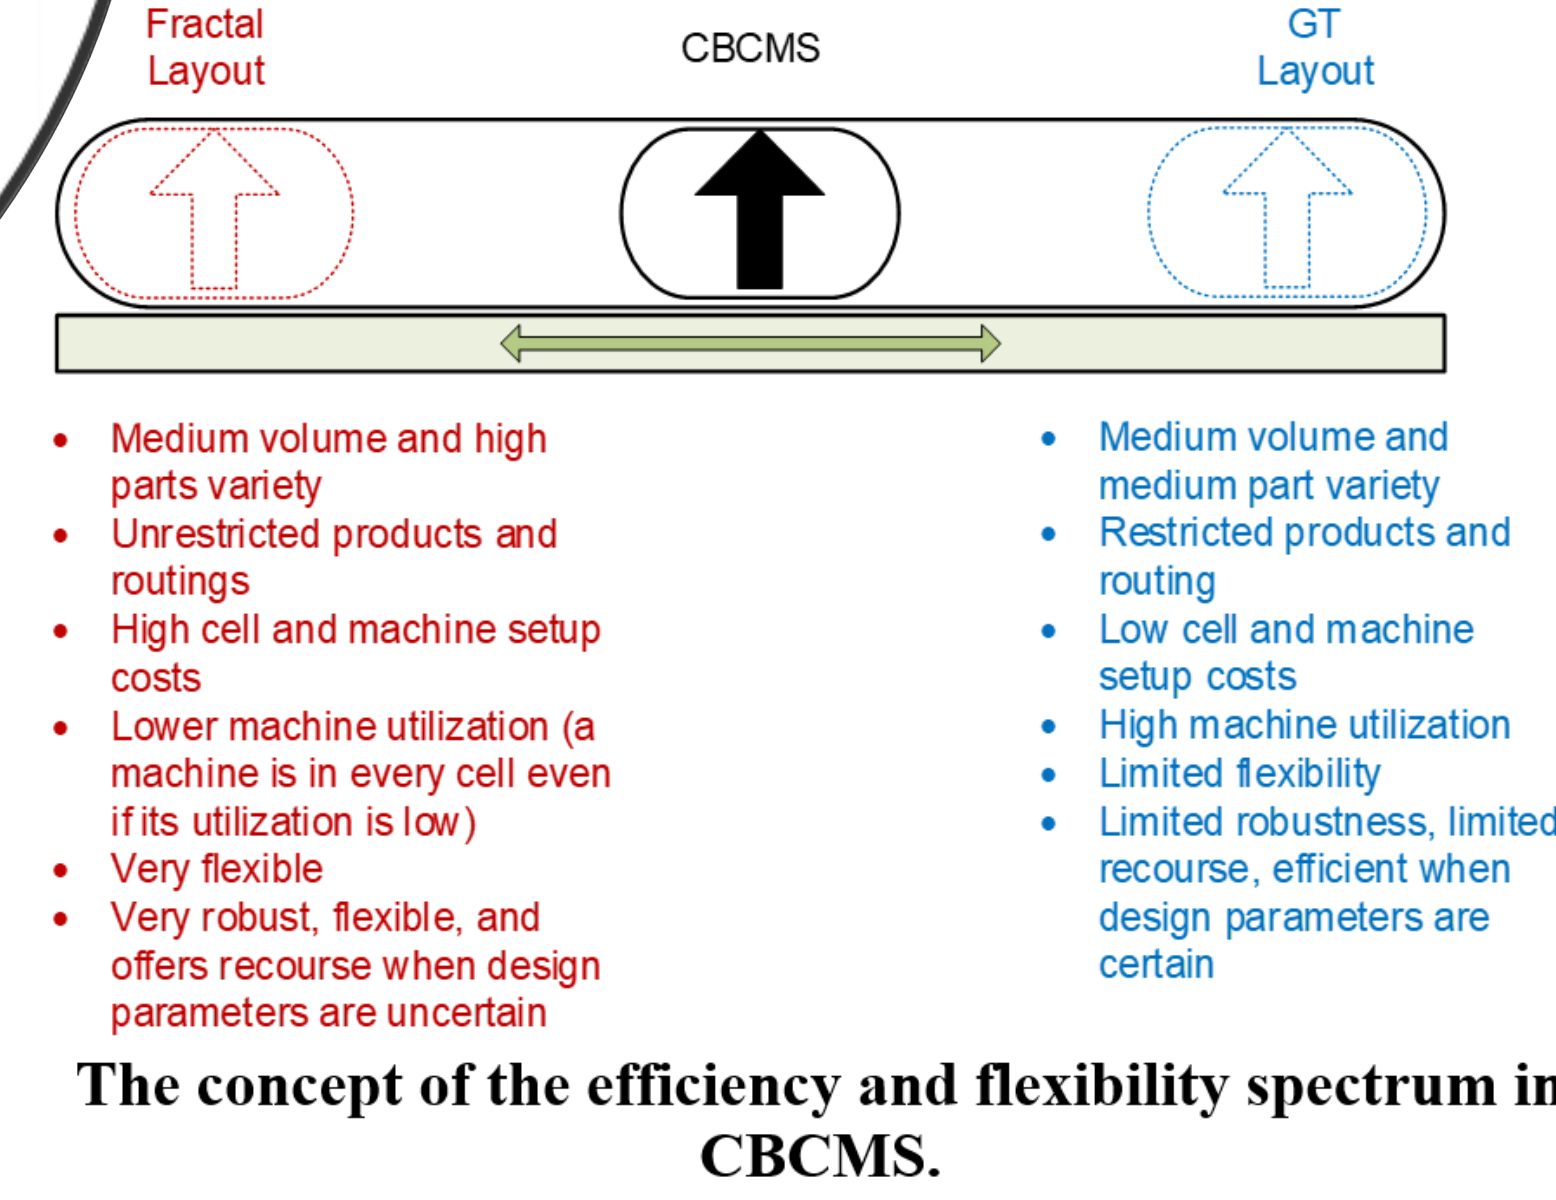 Fractal
Layout
CBCMS
GT
Layout
• Medium volume and high
parts variety
• Unrestricted products and
routings
• High cell and machine setup
costs
• Lower machine utilization (a
machine is in every cell even
if its utilization is low)
• Very flexible
• Very robust, flexible, and
offers recourse when design
parameters are uncertain
• Medium volume and
medium part variety
• Restricted products and
routing
• Low cell and machine
setup costs
• High machine utilization
• Limited flexibility
• Limited robustness, limited
recourse, efficient when
design parameters are
certain
The concept of the efficiency and flexibility spectrum in
CBCMS.